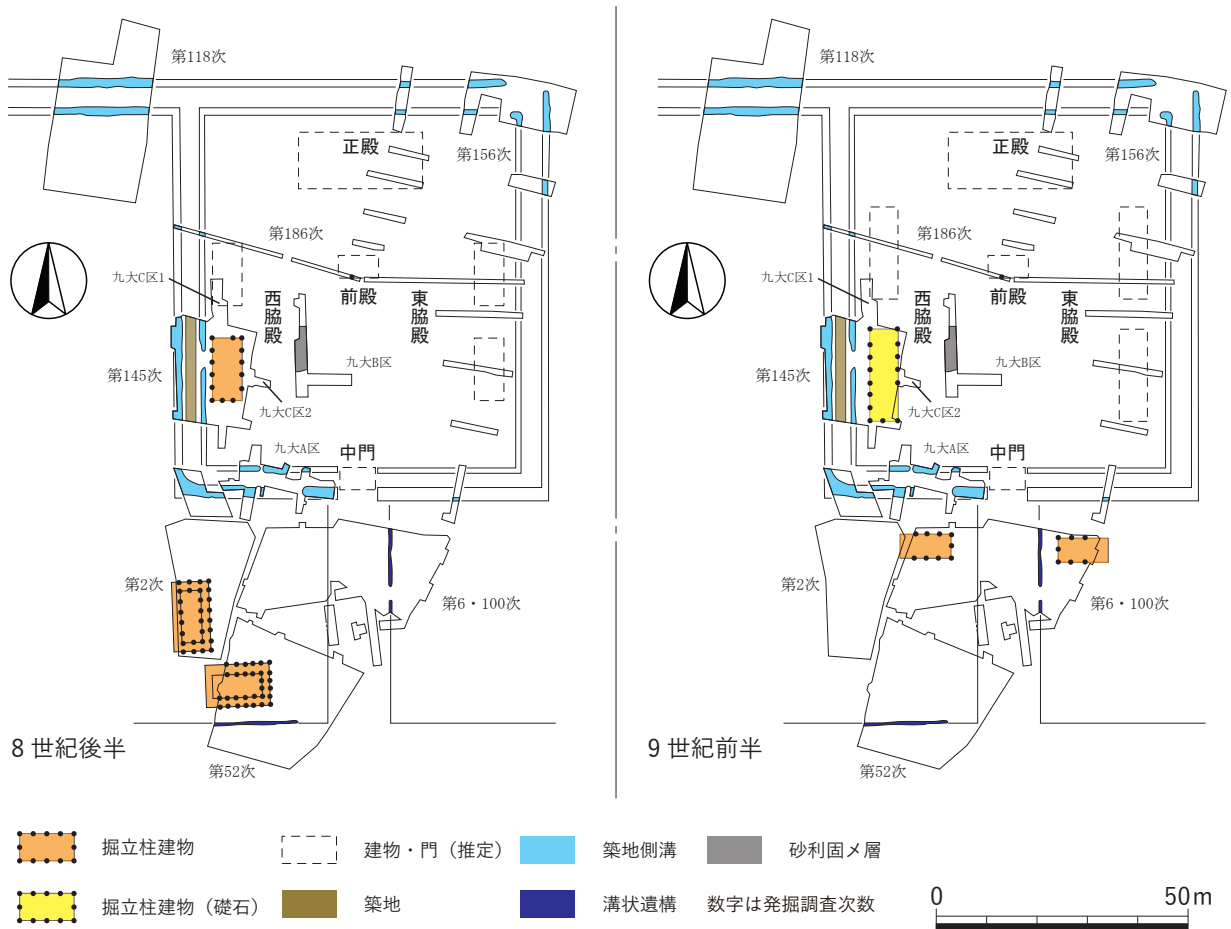 第118次
正殿
第156次
第186次
九大C区1
西脇殿
前殿
東脇殿
九大B区
第145次
九大C区2
九大A区
中門
第2次
第6・100次
8世紀後半
第52次
第118次
正殿
第156次
第186次
九大C区1
西脇殿
前殿
東脇殿
九大B区
第145次
九大C区2
九大A区
中門
第2次
第6・100次
9世紀前半
第52次
掘立柱建物
建物・門（推定）
築地側溝
砂利固メ層
掘立柱建物（礎石）
築地
溝状遺構
数字は発掘調査次数
0 50m